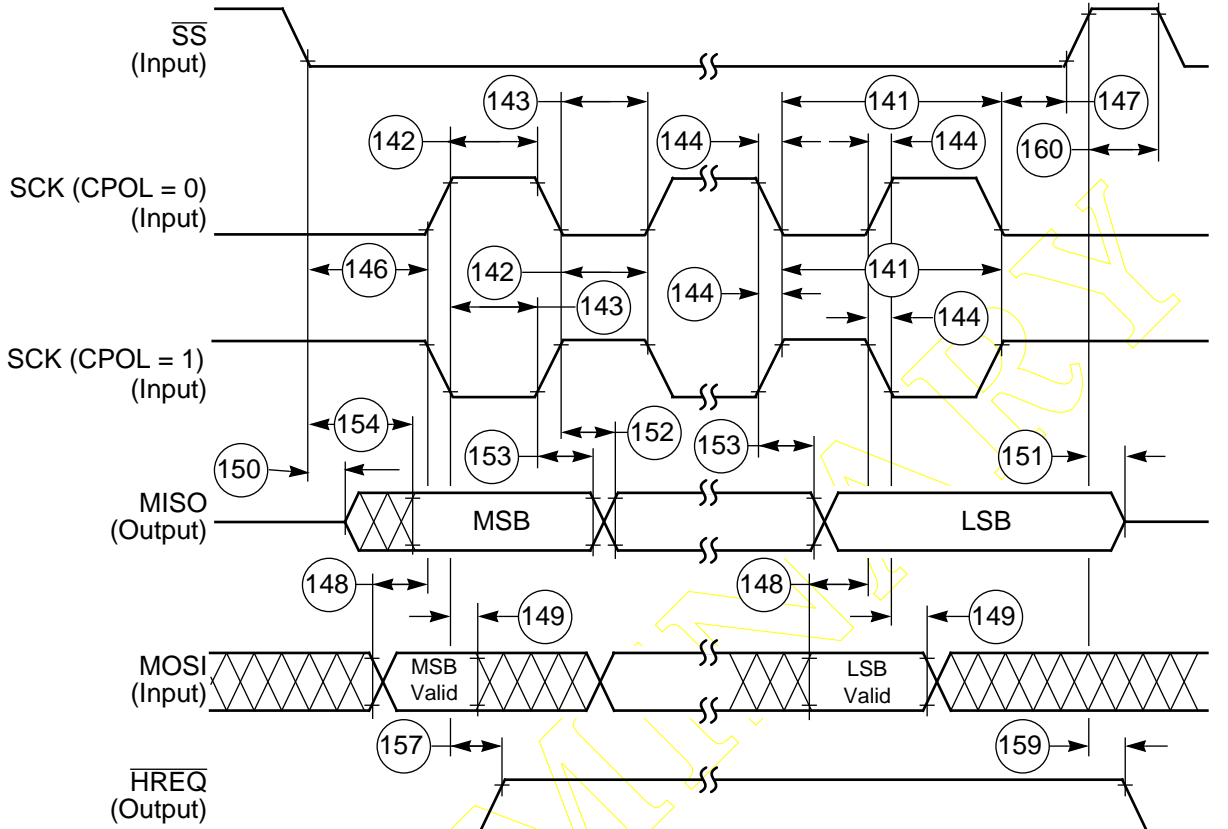 SS
(Input)
143
141
147
142
144
144
160
SCK (CPOL = 0)
(Input)
146
142
141
144
143
144
SCK (CPOL = 1)
(Input)
154
152
150
153
153
151
MISO
(Output)
MSB
LSB
148
148
149
149
MOSI
(Input)
MSB
Valid
LSB
Valid
157
159
HREQ
(Output)